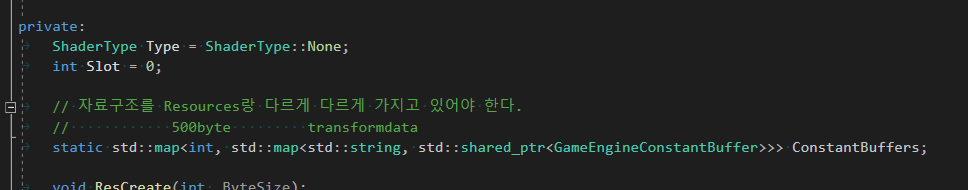 private:
ShaderType Type = ShaderType::None;
int Slot = 0;
// 자료구조를 Resources랑 다르게 다르게 가지고 있어야 한다.
// 500byte transformdata
static std::map<int, std::map<std::string, std::shared_ptr<GameEngineConstantBuffer>>> ConstantBuffers;
void ResCreate(int ByteSize);